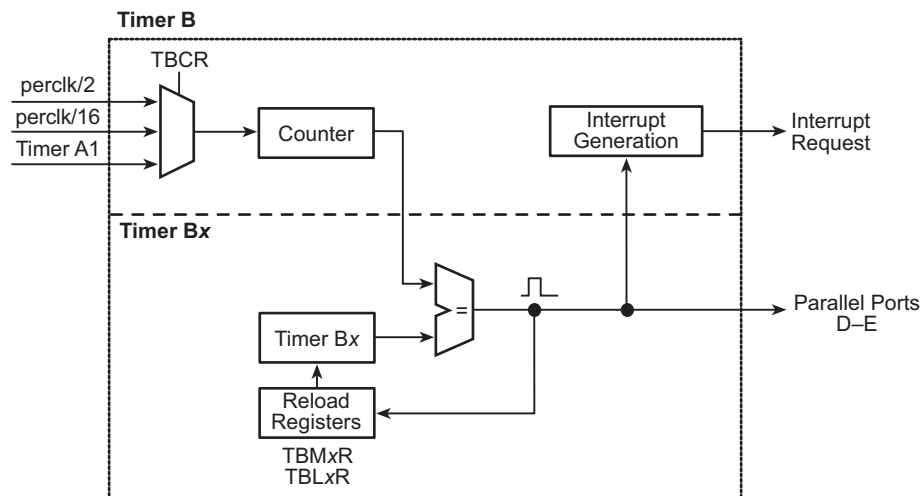 Timer B
TBCR
perclk/2
perclk/16
Timer A1
Counter
Interrupt
Generation
Interrupt
Request
Timer Bx
=
Parallel Ports
D–E
Timer Bx
Reload
Registers
TBMxR
TBLxR